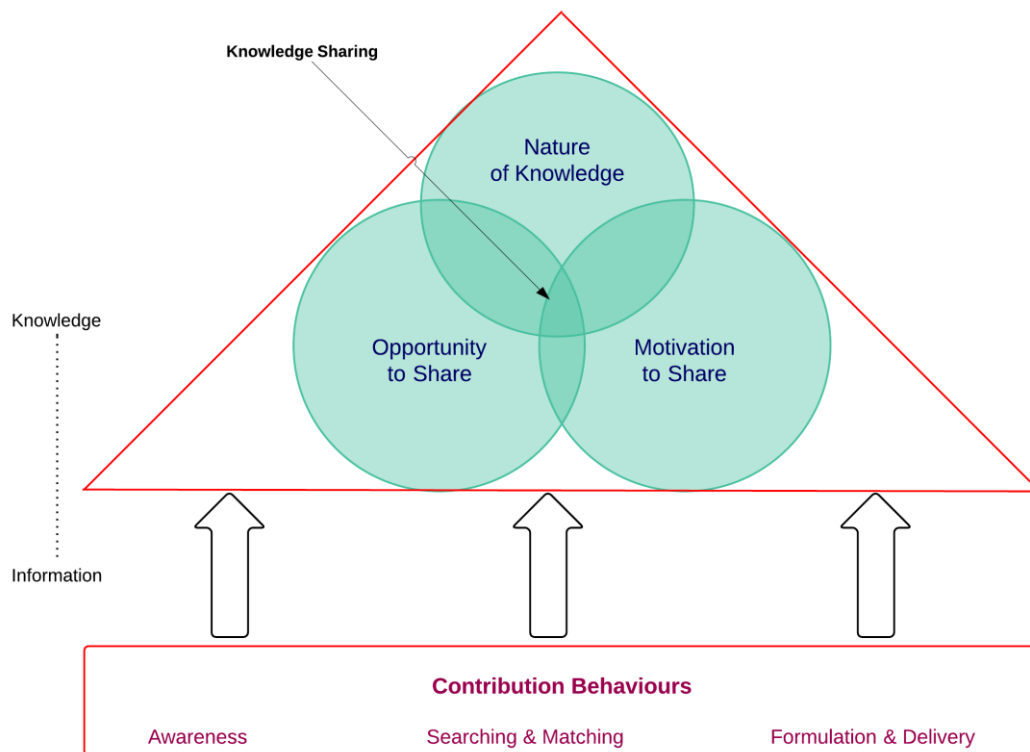 Knowledge Sharing
Nature
of Knowledge
Knowledge
Opportunity
to Share
Motivation
to Share
Information
Contribution Behaviours
Awareness
Searching & Matching
Formulation & Delivery